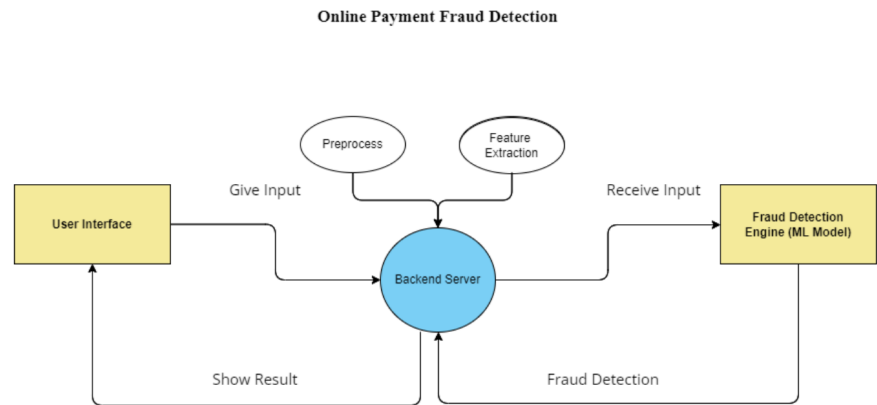 Online Payment Fraud Detection
Preprocess
Feature
Extraction
Give Input
Receive Input
User Interface
Fraud Detection
Engine (ML Model)
Backend Server
Show Result
Fraud Detection